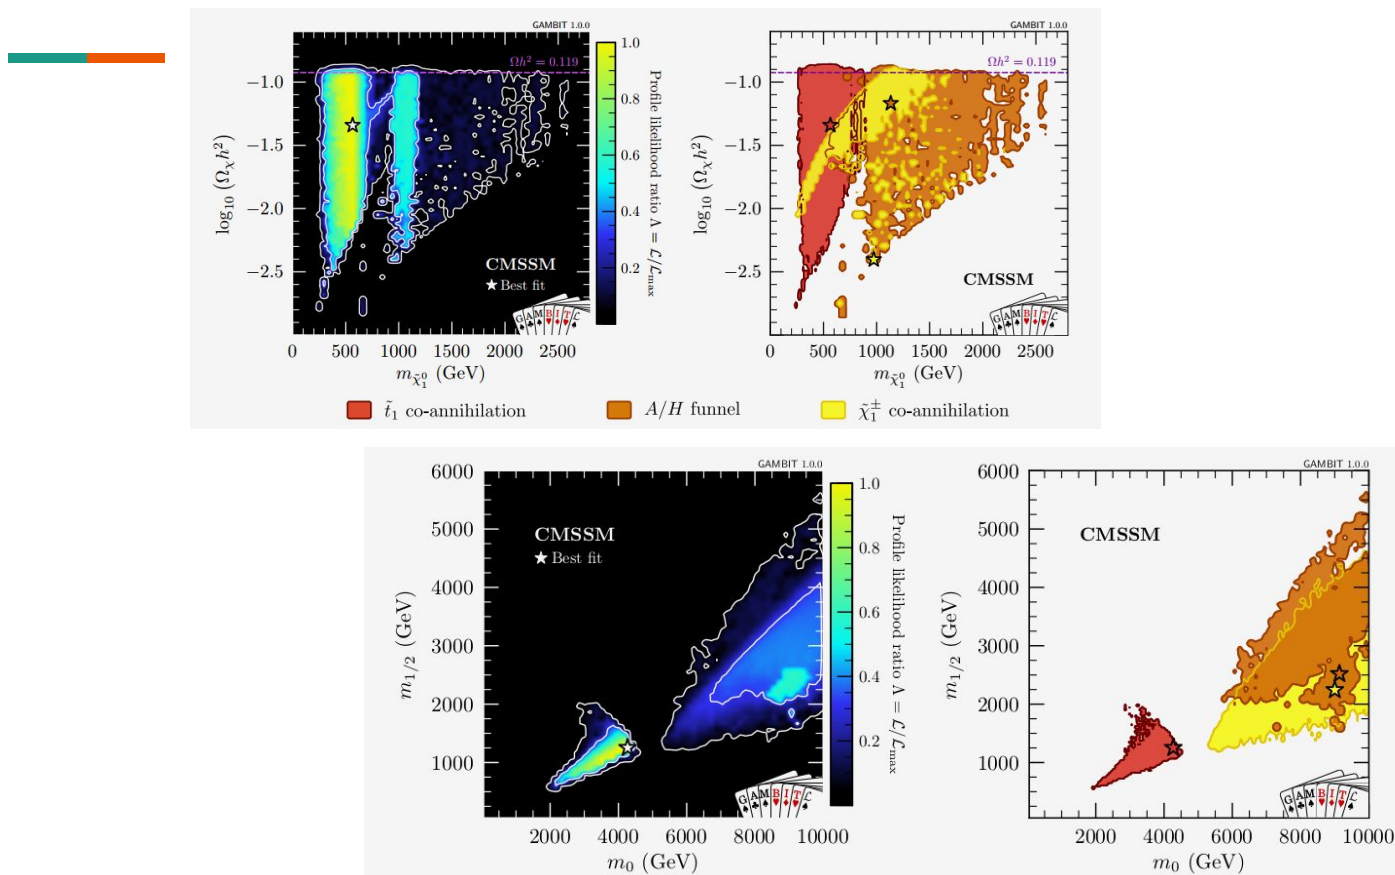 GAMBIT 1.0.0
Ωh² = 0.119
log₁₀ (Ωχh²)
−1.0
−1.5
−2.0
−2.5
CMSSM
★ Best fit
G A M B I T ℒ
0 500 1000 1500 2000 2500
m_χ̃₁⁰ (GeV)
1.0
0.8
0.6
0.4
0.2
Profile likelihood ratio Λ = ℒ/ℒmax
GAMBIT 1.0.0
Ωh² = 0.119
log₁₀ (Ωχh²)
−1.0
−1.5
−2.0
−2.5
CMSSM
G A M B I T ℒ
0 500 1000 1500 2000 2500
m_χ̃₁⁰ (GeV)
t̃₁ co-annihilation A/H funnel χ̃₁± co-annihilation
GAMBIT 1.0.0
m₁/₂ (GeV)
6000
5000
4000
3000
2000
1000
CMSSM
★ Best fit
G A M B I T ℒ
2000 4000 6000 8000 10000
m₀ (GeV)
1.0
0.8
0.6
0.4
0.2
Profile likelihood ratio Λ = ℒ/ℒmax
GAMBIT 1.0.0
m₁/₂ (GeV)
6000
5000
4000
3000
2000
1000
CMSSM
G A M B I T ℒ
2000 4000 6000 8000 10000
m₀ (GeV)